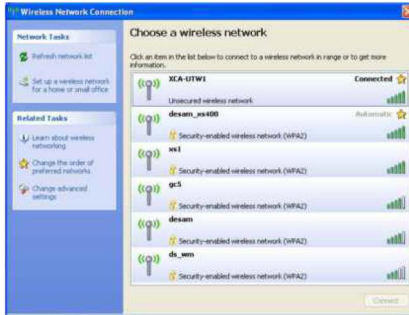 Wireless Network Connection
Network Tasks
Refresh network list
Set up a wireless network
for a home or small office
Related Tasks
Learn about wireless
networking
Change the order of
preferred networks
Change advanced
settings
Choose a wireless network
Click an item in the list below to connect to a wireless network in range or to get more
information.
XCA-UTW1 Connected
Unsecured wireless network
desam_xs400 Automatic
Security-enabled wireless network (WPA2)
xs1
Security-enabled wireless network (WPA2)
gc5
Security-enabled wireless network (WPA2)
desam
Security-enabled wireless network (WPA2)
ds_wm
Security-enabled wireless network (WPA2)
Connect